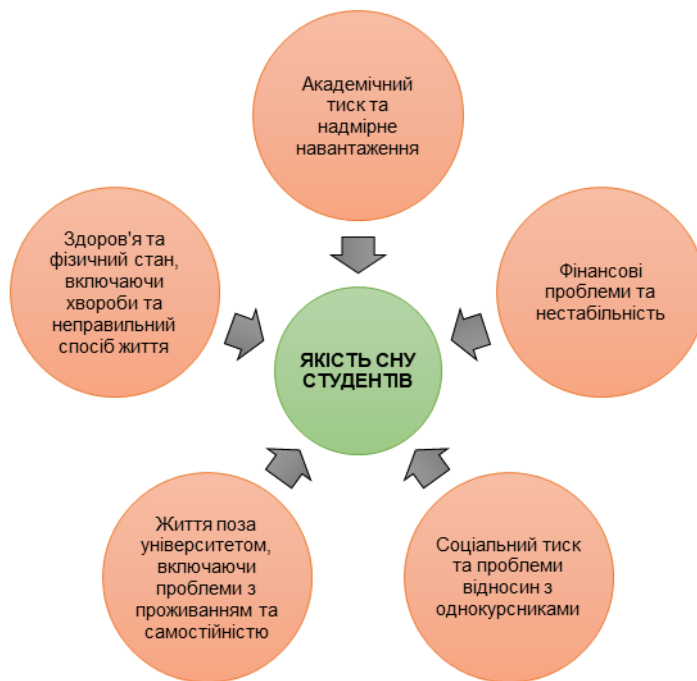 Академічний
тиск та
надмірне
навантаження
Здоров'я та
фізичний стан,
включаючи
хвороби та
неправильний
спосіб життя
Фінансові
проблеми та
нестабільність
ЯКІСТЬ СНУ
СТУДЕНТІВ
Життя поза
університетом,
включаючи
проблеми з
проживанням та
самостійністю
Соціальний тиск
та проблеми
відносин з
однокурсниками